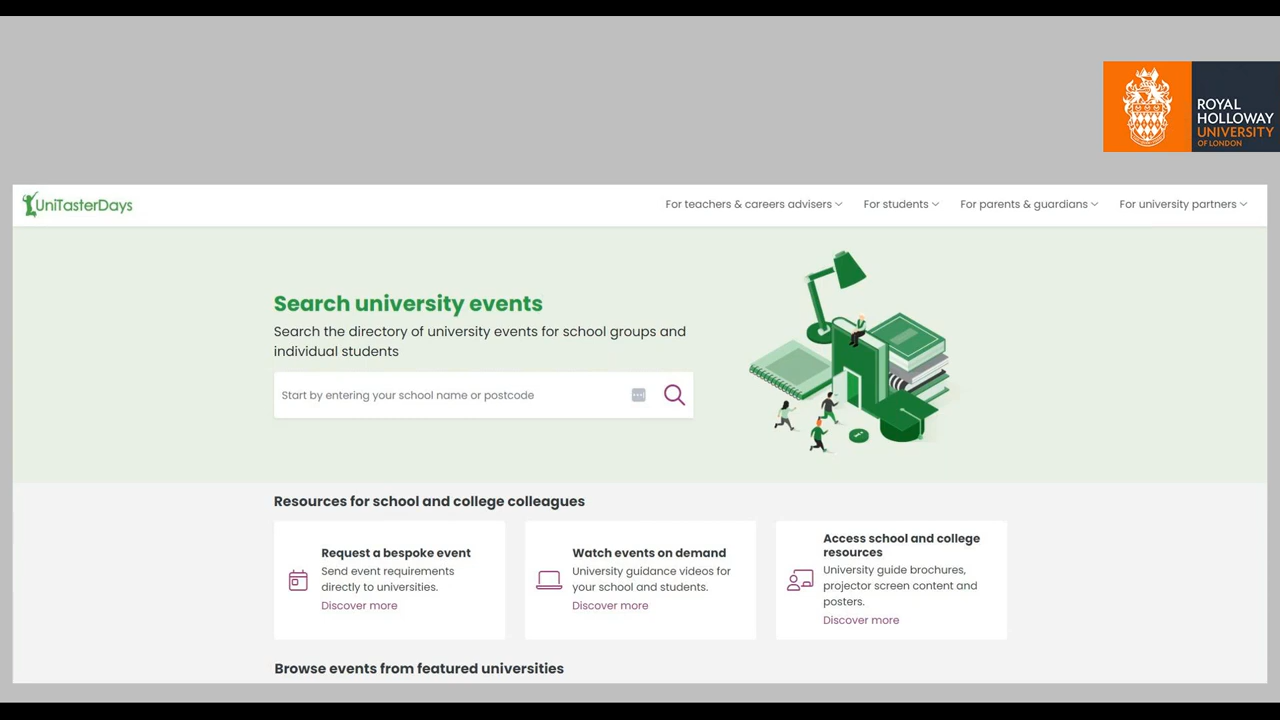 ROYAL
HOLLOWAY
UNIVERSITY
OF LONDON
UniTasterDays
For teachers & careers advisers
For students
For parents & guardians
For university partners
Search university events
Search the directory of university events for school groups and
individual students
Start by entering your school name or postcode
Resources for school and college colleagues
Request a bespoke event
Send event requirements
directly to universities.
Discover more
Watch events on demand
University guidance videos for
your school and students.
Discover more
Access school and college
resources
University guide brochures,
projector screen content and
posters.
Discover more
Browse events from featured universities